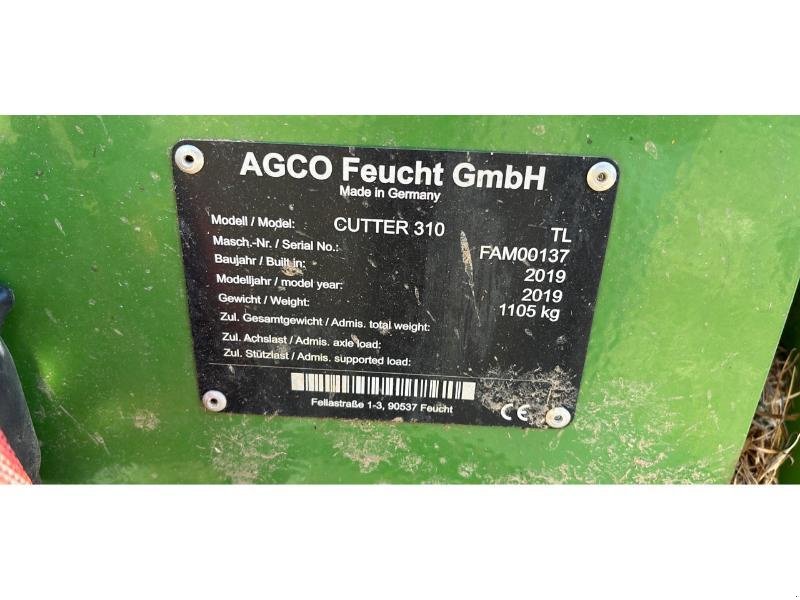 AGCO Feucht GmbH
Made in Germany
Modell / Model: CUTTER 310 TL
Masch.-Nr. / Serial No.: FAM00137
Baujahr / Built in: 2019
Modelljahr / model year: 2019
Gewicht / Weight: 1105 kg
Zul. Gesamtgewicht / Admis. total weight:
Zul. Achslast / Admis. axle load:
Zul. Stützlast / Admis. supported load:
Fellastraße 1-3, 90537 Feucht
CE